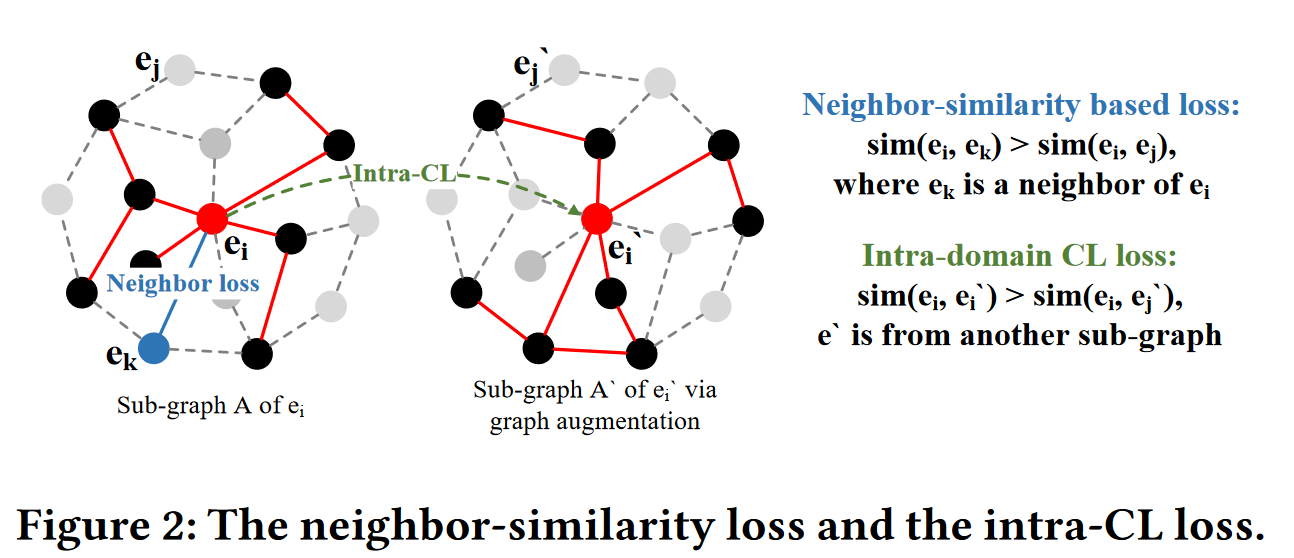 e_j
e_j`
Intra-CL
e_i
e_i`
Neighbor loss
e_k
Sub-graph A of e_i
Sub-graph A` of e_i` via
graph augmentation
Neighbor-similarity based loss:
sim(e_i, e_k) > sim(e_i, e_j),
where e_k is a neighbor of e_i
Intra-domain CL loss:
sim(e_i, e_i`) > sim(e_i, e_j`),
e` is from another sub-graph
Figure 2: The neighbor-similarity loss and the intra-CL loss.